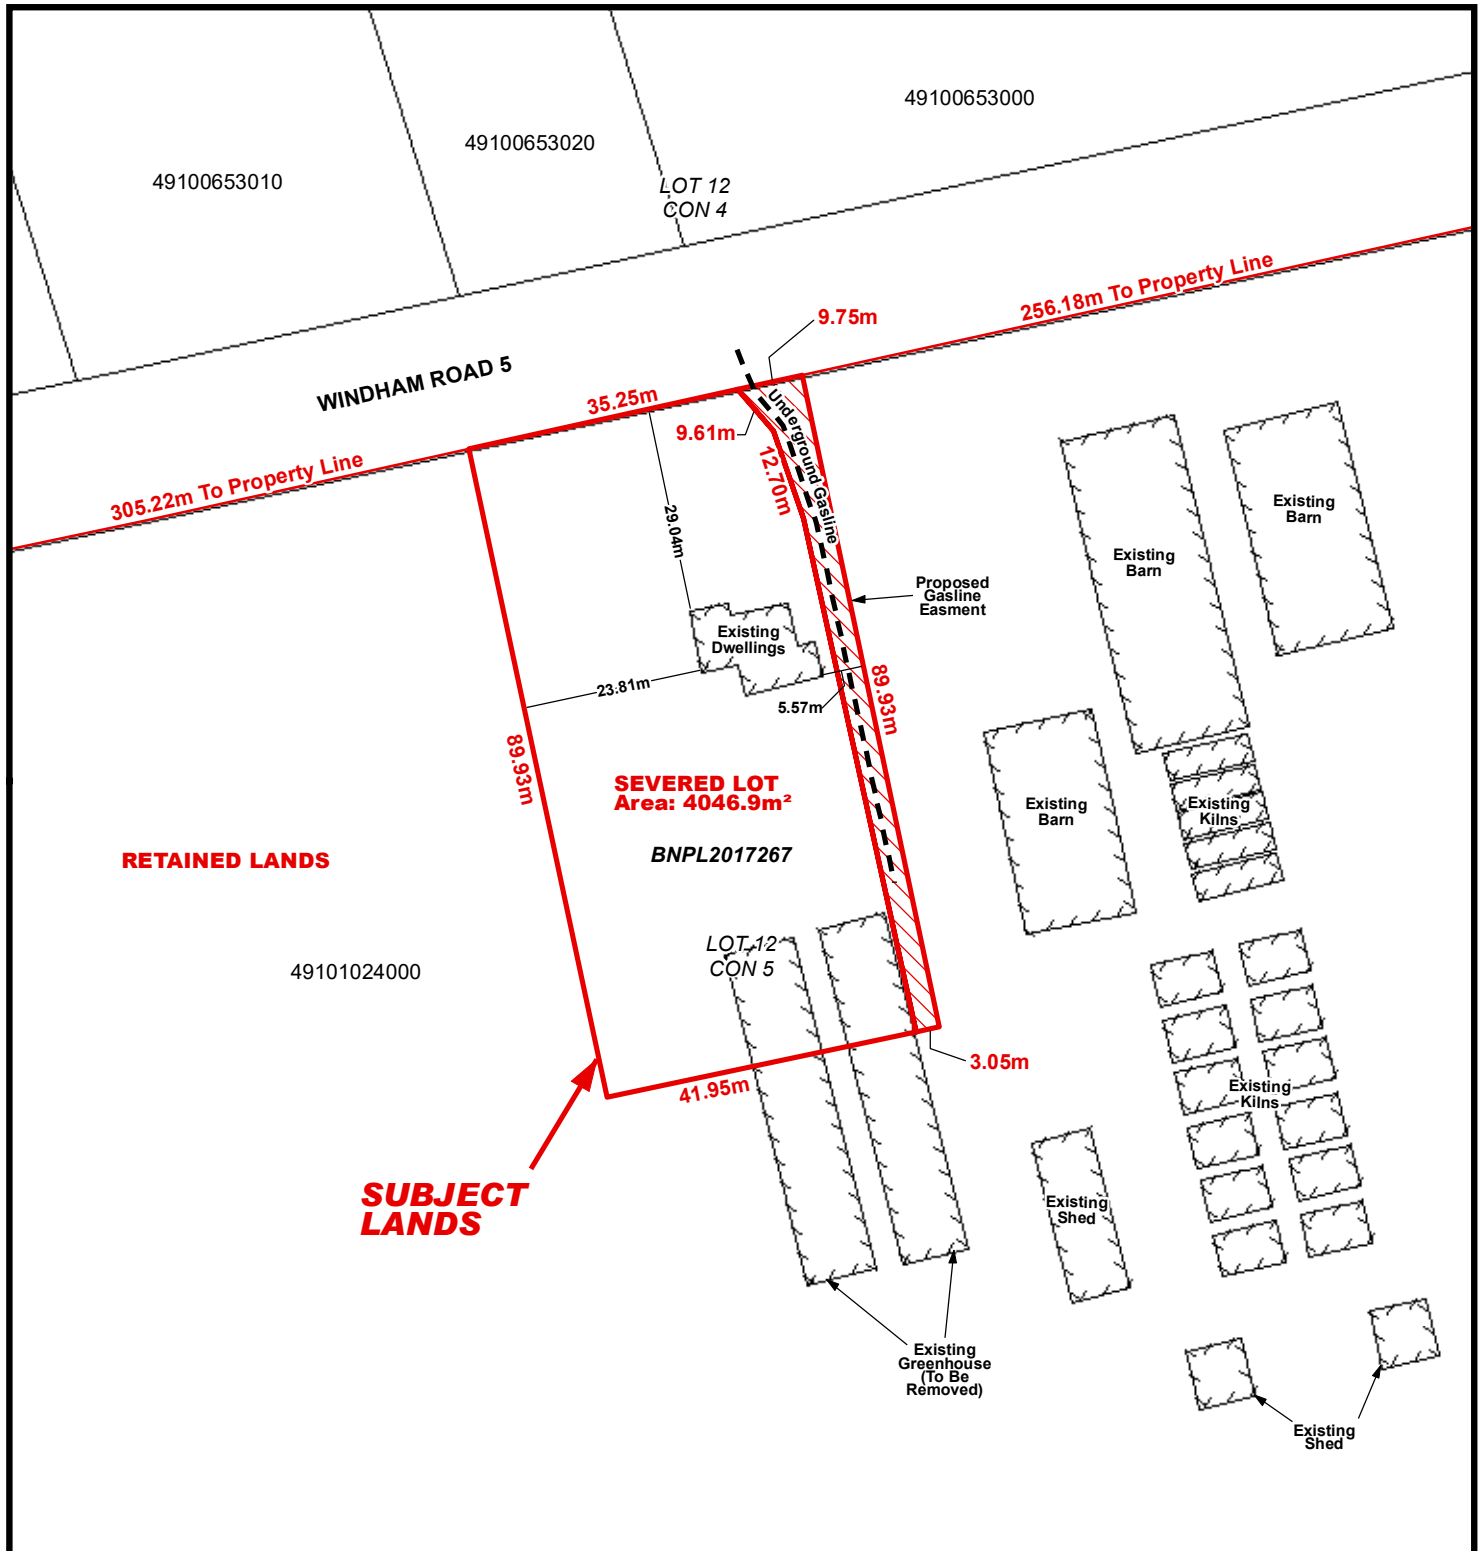 49100653000
49100653020
49100653010
LOT 12
CON 4
256.18m To Property Line
9.75m
WINDHAM ROAD 5
35.25m
Underground Gasline
9.61m
12.70m
305.22m To Property Line
29.04m
Existing
Barn
Existing
Barn
Proposed
Gasline
Easment
Existing
Dwellings
23.81m
5.57m
89.93m
89.93m
SEVERED LOT
Area: 4046.9m²
BNPL2017267
Existing
Barn
Existing
Kilns
RETAINED LANDS
LOT 12
CON 5
49101024000
3.05m
41.95m
Existing
Kilns
SUBJECT
LANDS
Existing
Shed
Existing
Greenhouse
(To Be
Removed)
Existing
Shed